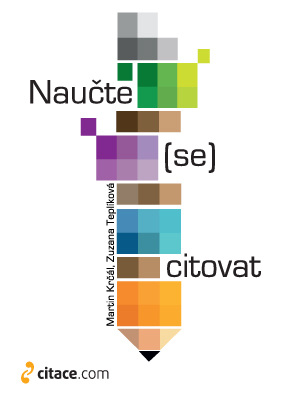 Naučte
(se)
citovat
Martin Krčál, Zuzana Teplíková
citace.com